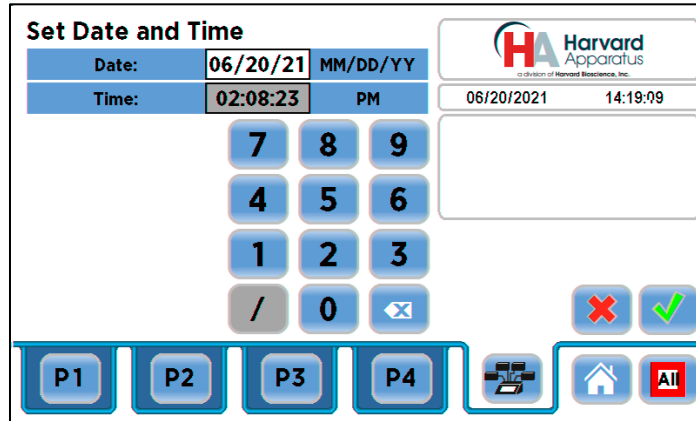 Set Date and Time
Date: 06/20/21 MM/DD/YY
Time: 02:08:23 PM
HA Harvard Apparatus
a division of Harvard Bioscience, Inc.
06/20/2021 14:19:09
7 8 9
4 5 6
1 2 3
/ 0
P1 P2 P3 P4 All